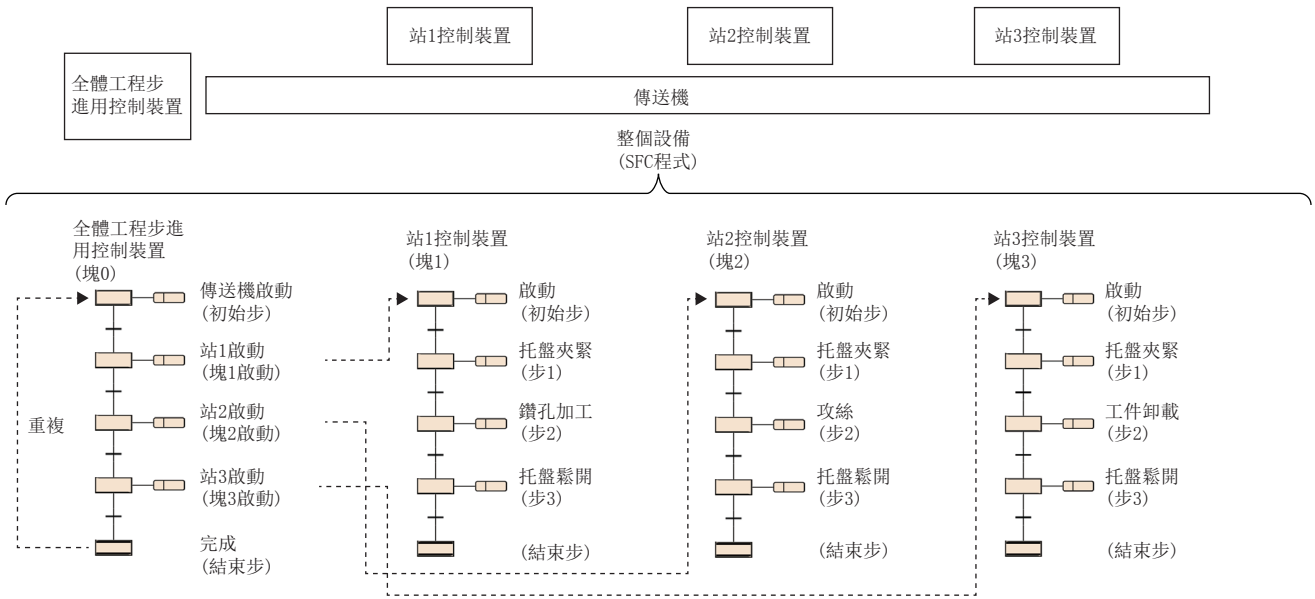 站1控制裝置
站2控制裝置
站3控制裝置
全體工程步
進用控制裝置
傳送機
整個設備
(SFC程式)
全體工程步進
用控制裝置
(塊0)
傳送機啟動
(初始步)
站1啟動
(塊1啟動)
重複
站2啟動
(塊2啟動)
站3啟動
(塊3啟動)
完成
(結束步)
站1控制裝置
(塊1)
啟動
(初始步)
托盤夾緊
(步1)
鑽孔加工
(步2)
托盤鬆開
(步3)
(結束步)
站2控制裝置
(塊2)
啟動
(初始步)
托盤夾緊
(步1)
攻絲
(步2)
托盤鬆開
(步3)
(結束步)
站3控制裝置
(塊3)
啟動
(初始步)
托盤夾緊
(步1)
工件卸載
(步2)
托盤鬆開
(步3)
(結束步)